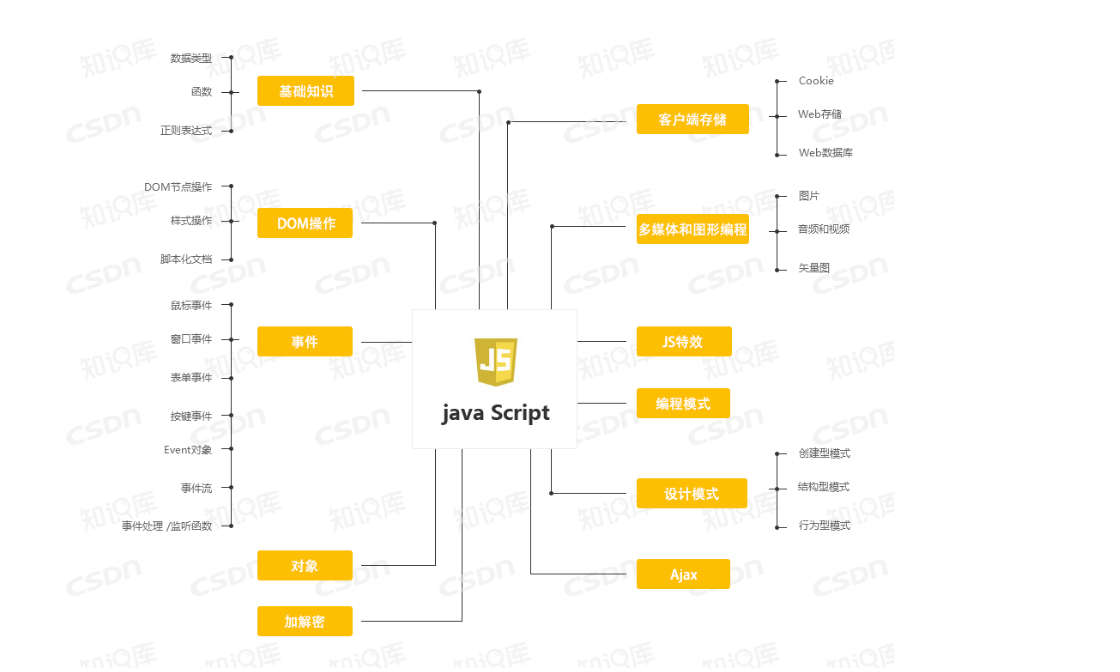 数据类型
函数
正则表达式
基础知识
DOM节点操作
样式操作
脚本化文档
DOM操作
鼠标事件
窗口事件
表单事件
按键事件
Event对象
事件流
事件处理 /监听函数
事件
对象
加解密
JS
java Script
客户端存储
Cookie
Web存储
Web数据库
多媒体和图形编程
图片
音频和视频
矢量图
JS特效
编程模式
设计模式
创建型模式
结构型模式
行为型模式
Ajax
知识库
CSDN